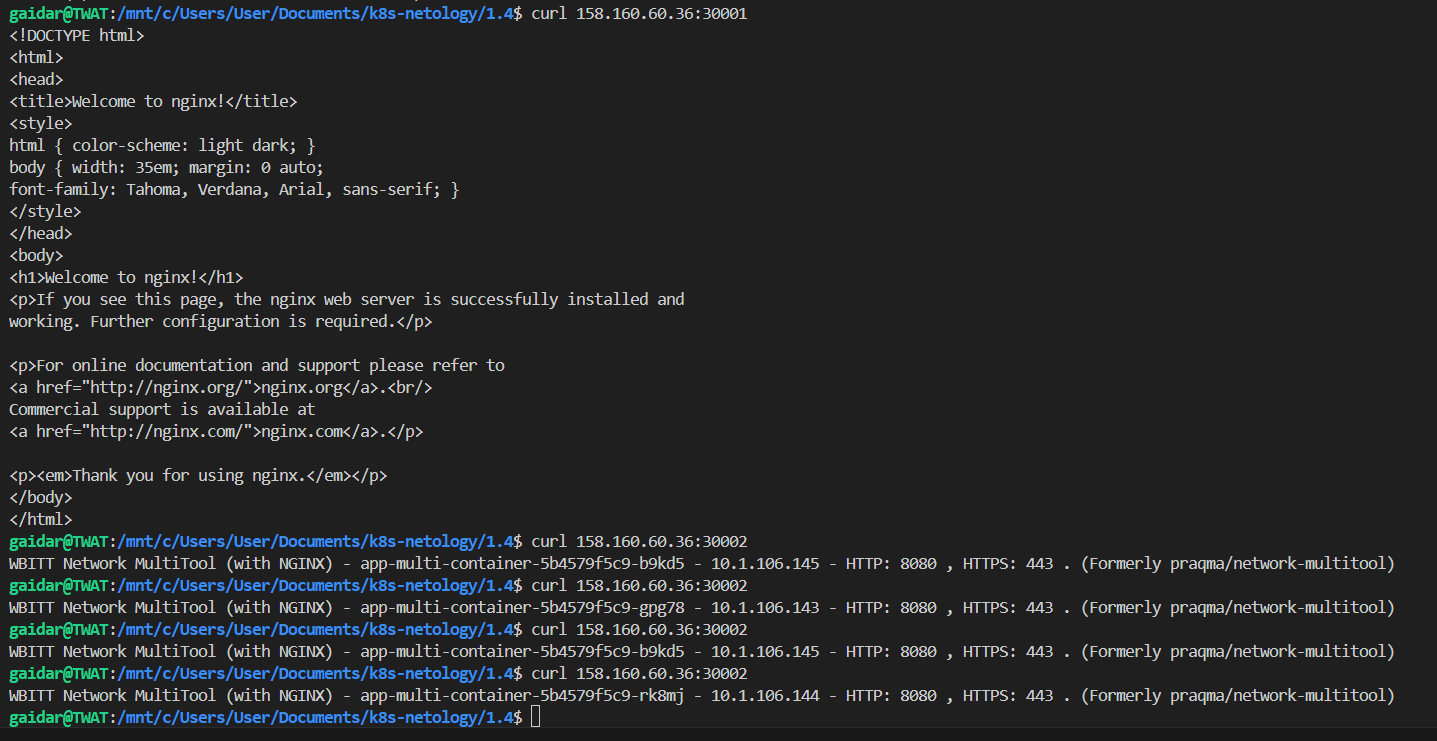 gaidar@TWAT:/mnt/c/Users/User/Documents/k8s-netology/1.4$ curl 158.160.60.36:30001
<!DOCTYPE html>
<html>
<head>
<title>Welcome to nginx!</title>
<style>
html { color-scheme: light dark; }
body { width: 35em; margin: 0 auto;
font-family: Tahoma, Verdana, Arial, sans-serif; }
</style>
</head>
<body>
<h1>Welcome to nginx!</h1>
<p>If you see this page, the nginx web server is successfully installed and
working. Further configuration is required.</p>

<p>For online documentation and support please refer to
<a href="http://nginx.org/">nginx.org</a>.<br/>
Commercial support is available at
<a href="http://nginx.com/">nginx.com</a>.</p>

<p><em>Thank you for using nginx.</em></p>
</body>
</html>
gaidar@TWAT:/mnt/c/Users/User/Documents/k8s-netology/1.4$ curl 158.160.60.36:30002
WBITT Network MultiTool (with NGINX) - app-multi-container-5b4579f5c9-b9kd5 - 10.1.106.145 - HTTP: 8080 , HTTPS: 443 . (Formerly praqma/network-multitool)
gaidar@TWAT:/mnt/c/Users/User/Documents/k8s-netology/1.4$ curl 158.160.60.36:30002
WBITT Network MultiTool (with NGINX) - app-multi-container-5b4579f5c9-gpg78 - 10.1.106.143 - HTTP: 8080 , HTTPS: 443 . (Formerly praqma/network-multitool)
gaidar@TWAT:/mnt/c/Users/User/Documents/k8s-netology/1.4$ curl 158.160.60.36:30002
WBITT Network MultiTool (with NGINX) - app-multi-container-5b4579f5c9-b9kd5 - 10.1.106.145 - HTTP: 8080 , HTTPS: 443 . (Formerly praqma/network-multitool)
gaidar@TWAT:/mnt/c/Users/User/Documents/k8s-netology/1.4$ curl 158.160.60.36:30002
WBITT Network MultiTool (with NGINX) - app-multi-container-5b4579f5c9-rk8mj - 10.1.106.144 - HTTP: 8080 , HTTPS: 443 . (Formerly praqma/network-multitool)
gaidar@TWAT:/mnt/c/Users/User/Documents/k8s-netology/1.4$